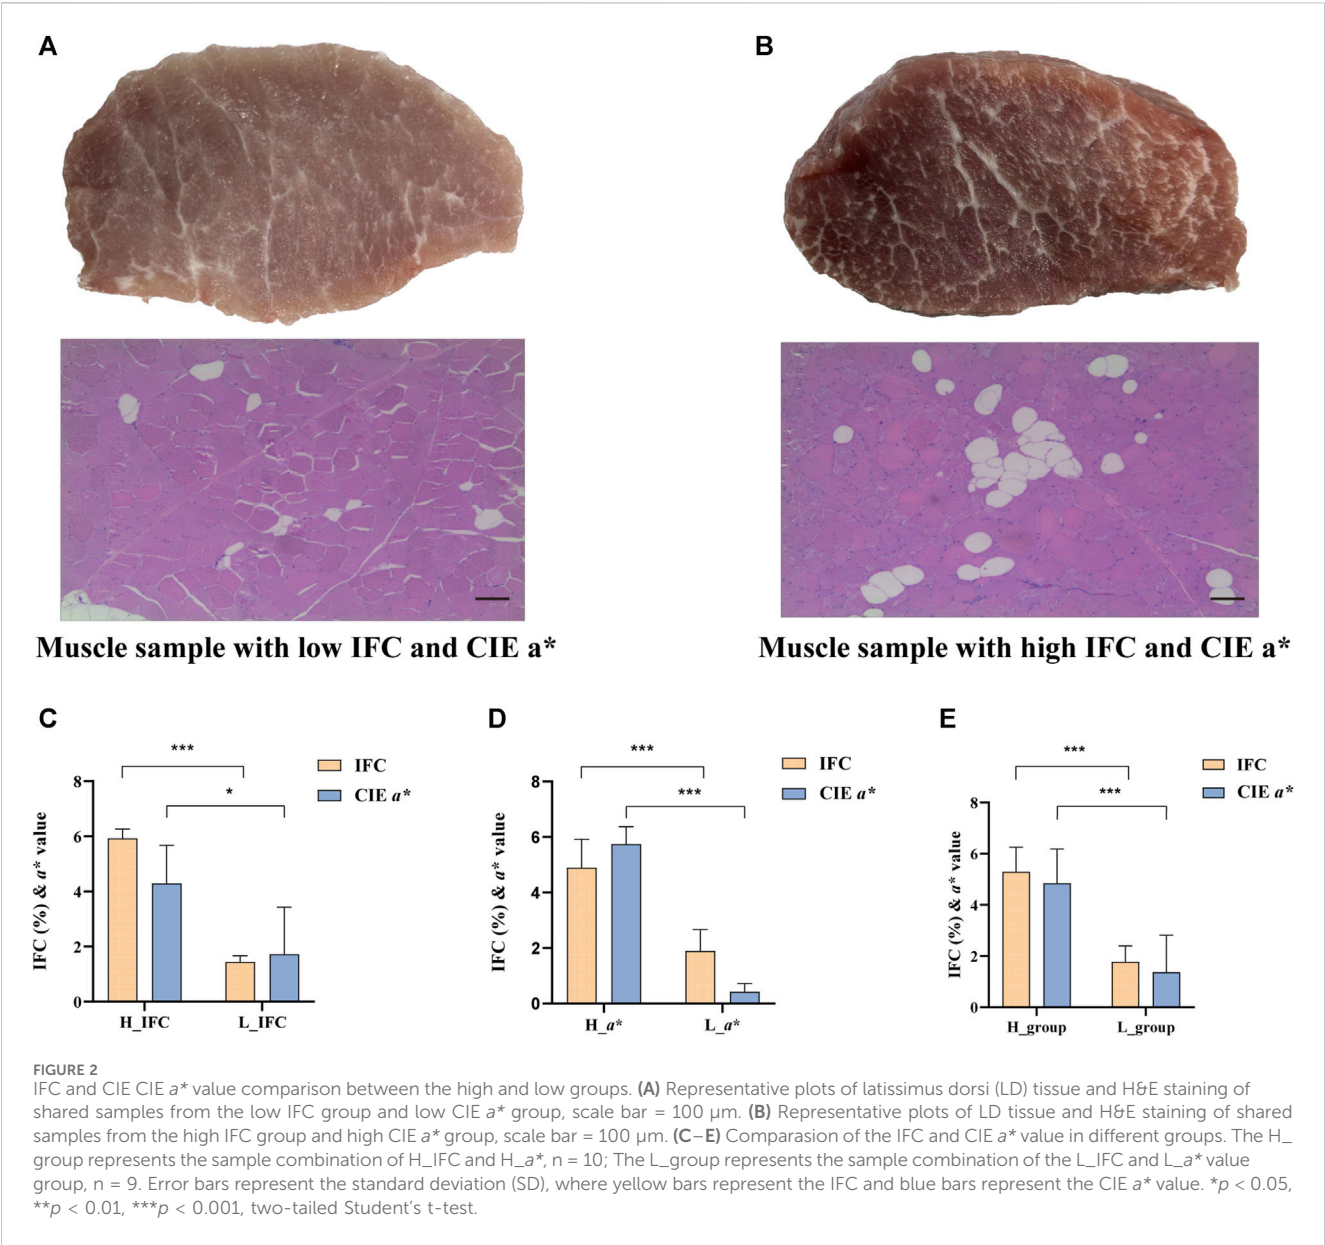 A
B
Muscle sample with low IFC and CIE a*
Muscle sample with high IFC and CIE a*
C
***
*
IFC
CIE a*
8
6
4
2
0
IFC (%) & a* value
H_IFC
L_IFC
D
***
***
IFC
CIE a*
8
6
4
2
0
IFC (%) & a* value
H_a*
L_a*
E
***
***
IFC
CIE a*
8
6
4
2
0
IFC (%) & a* value
H_group
L_group
FIGURE 2
IFC and CIE CIE a* value comparison between the high and low groups. (A) Representative plots of latissimus dorsi (LD) tissue and H&E staining of
shared samples from the low IFC group and low CIE a* group, scale bar = 100 µm. (B) Representative plots of LD tissue and H&E staining of shared
samples from the high IFC group and high CIE a* group, scale bar = 100 µm. (C–E) Comparasion of the IFC and CIE a* value in different groups. The H_
group represents the sample combination of H_IFC and H_a*, n = 10; The L_group represents the sample combination of the L_IFC and L_a* value
group, n = 9. Error bars represent the standard deviation (SD), where yellow bars represent the IFC and blue bars represent the CIE a* value. *p < 0.05,
**p < 0.01, ***p < 0.001, two-tailed Student's t-test.